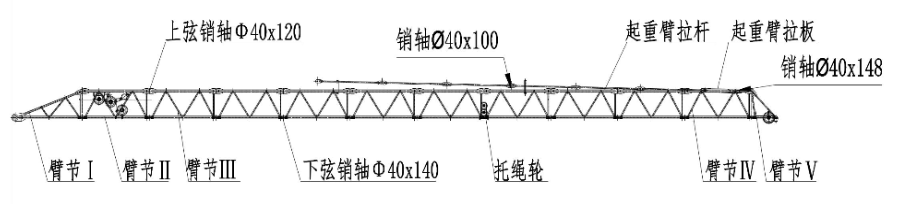 上弦销轴Φ40x120
销轴Ø40x100
起重臂拉杆
起重臂拉板
销轴Ø40x148
臂节Ⅰ
臂节Ⅱ
臂节Ⅲ
下弦销轴Φ40x140
托绳轮
臂节Ⅳ
臂节Ⅴ